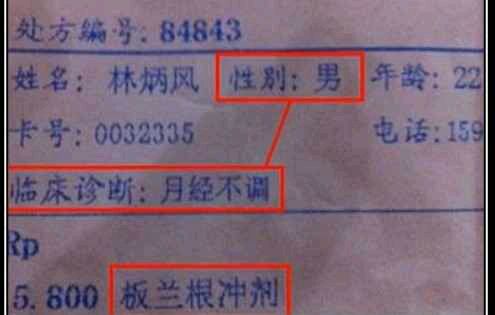 处方编号: 84843
姓名: 林炳风 性别: 男 年龄: 22
卡号: 0032335 电话: 159
临床诊断: 月经不调
Rp
5.800 板兰根冲剂